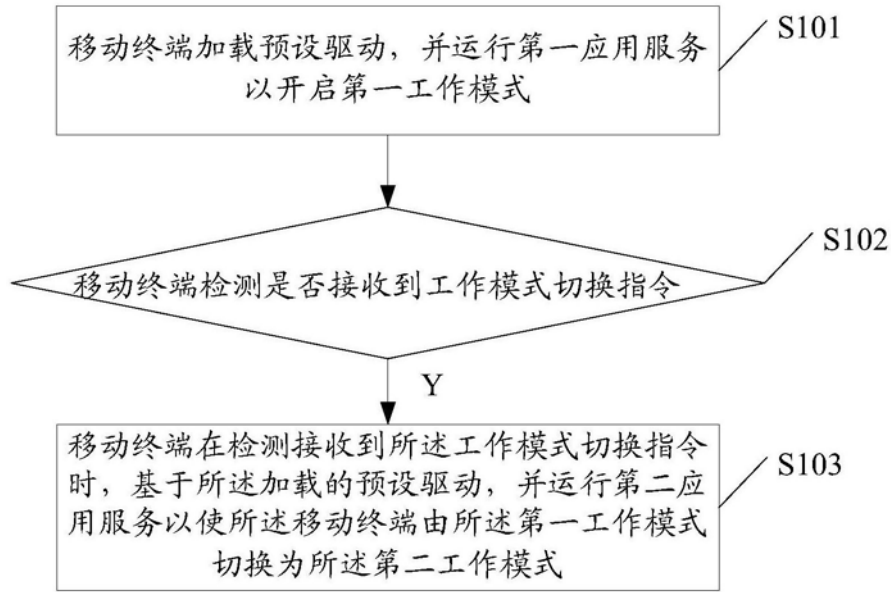 移动终端加载预设驱动，并运行第一应用服务
以开启第一工作模式
S101
移动终端检测是否接收到工作模式切换指令
S102
Y
移动终端在检测接收到所述工作模式切换指令
时，基于所述加载的预设驱动，并运行第二应
用服务以使所述移动终端由所述第一工作模式
切换为所述第二工作模式
S103